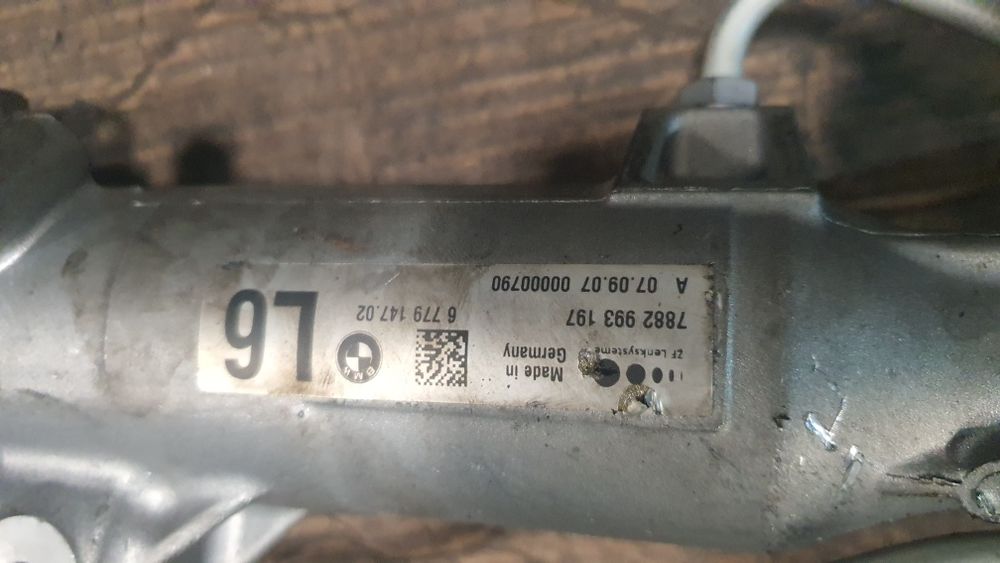 ZF Lenksysteme
Made in
Germany
7882 993 197
A 07.09.07 00000790
BMW
6 779 147.02
L6